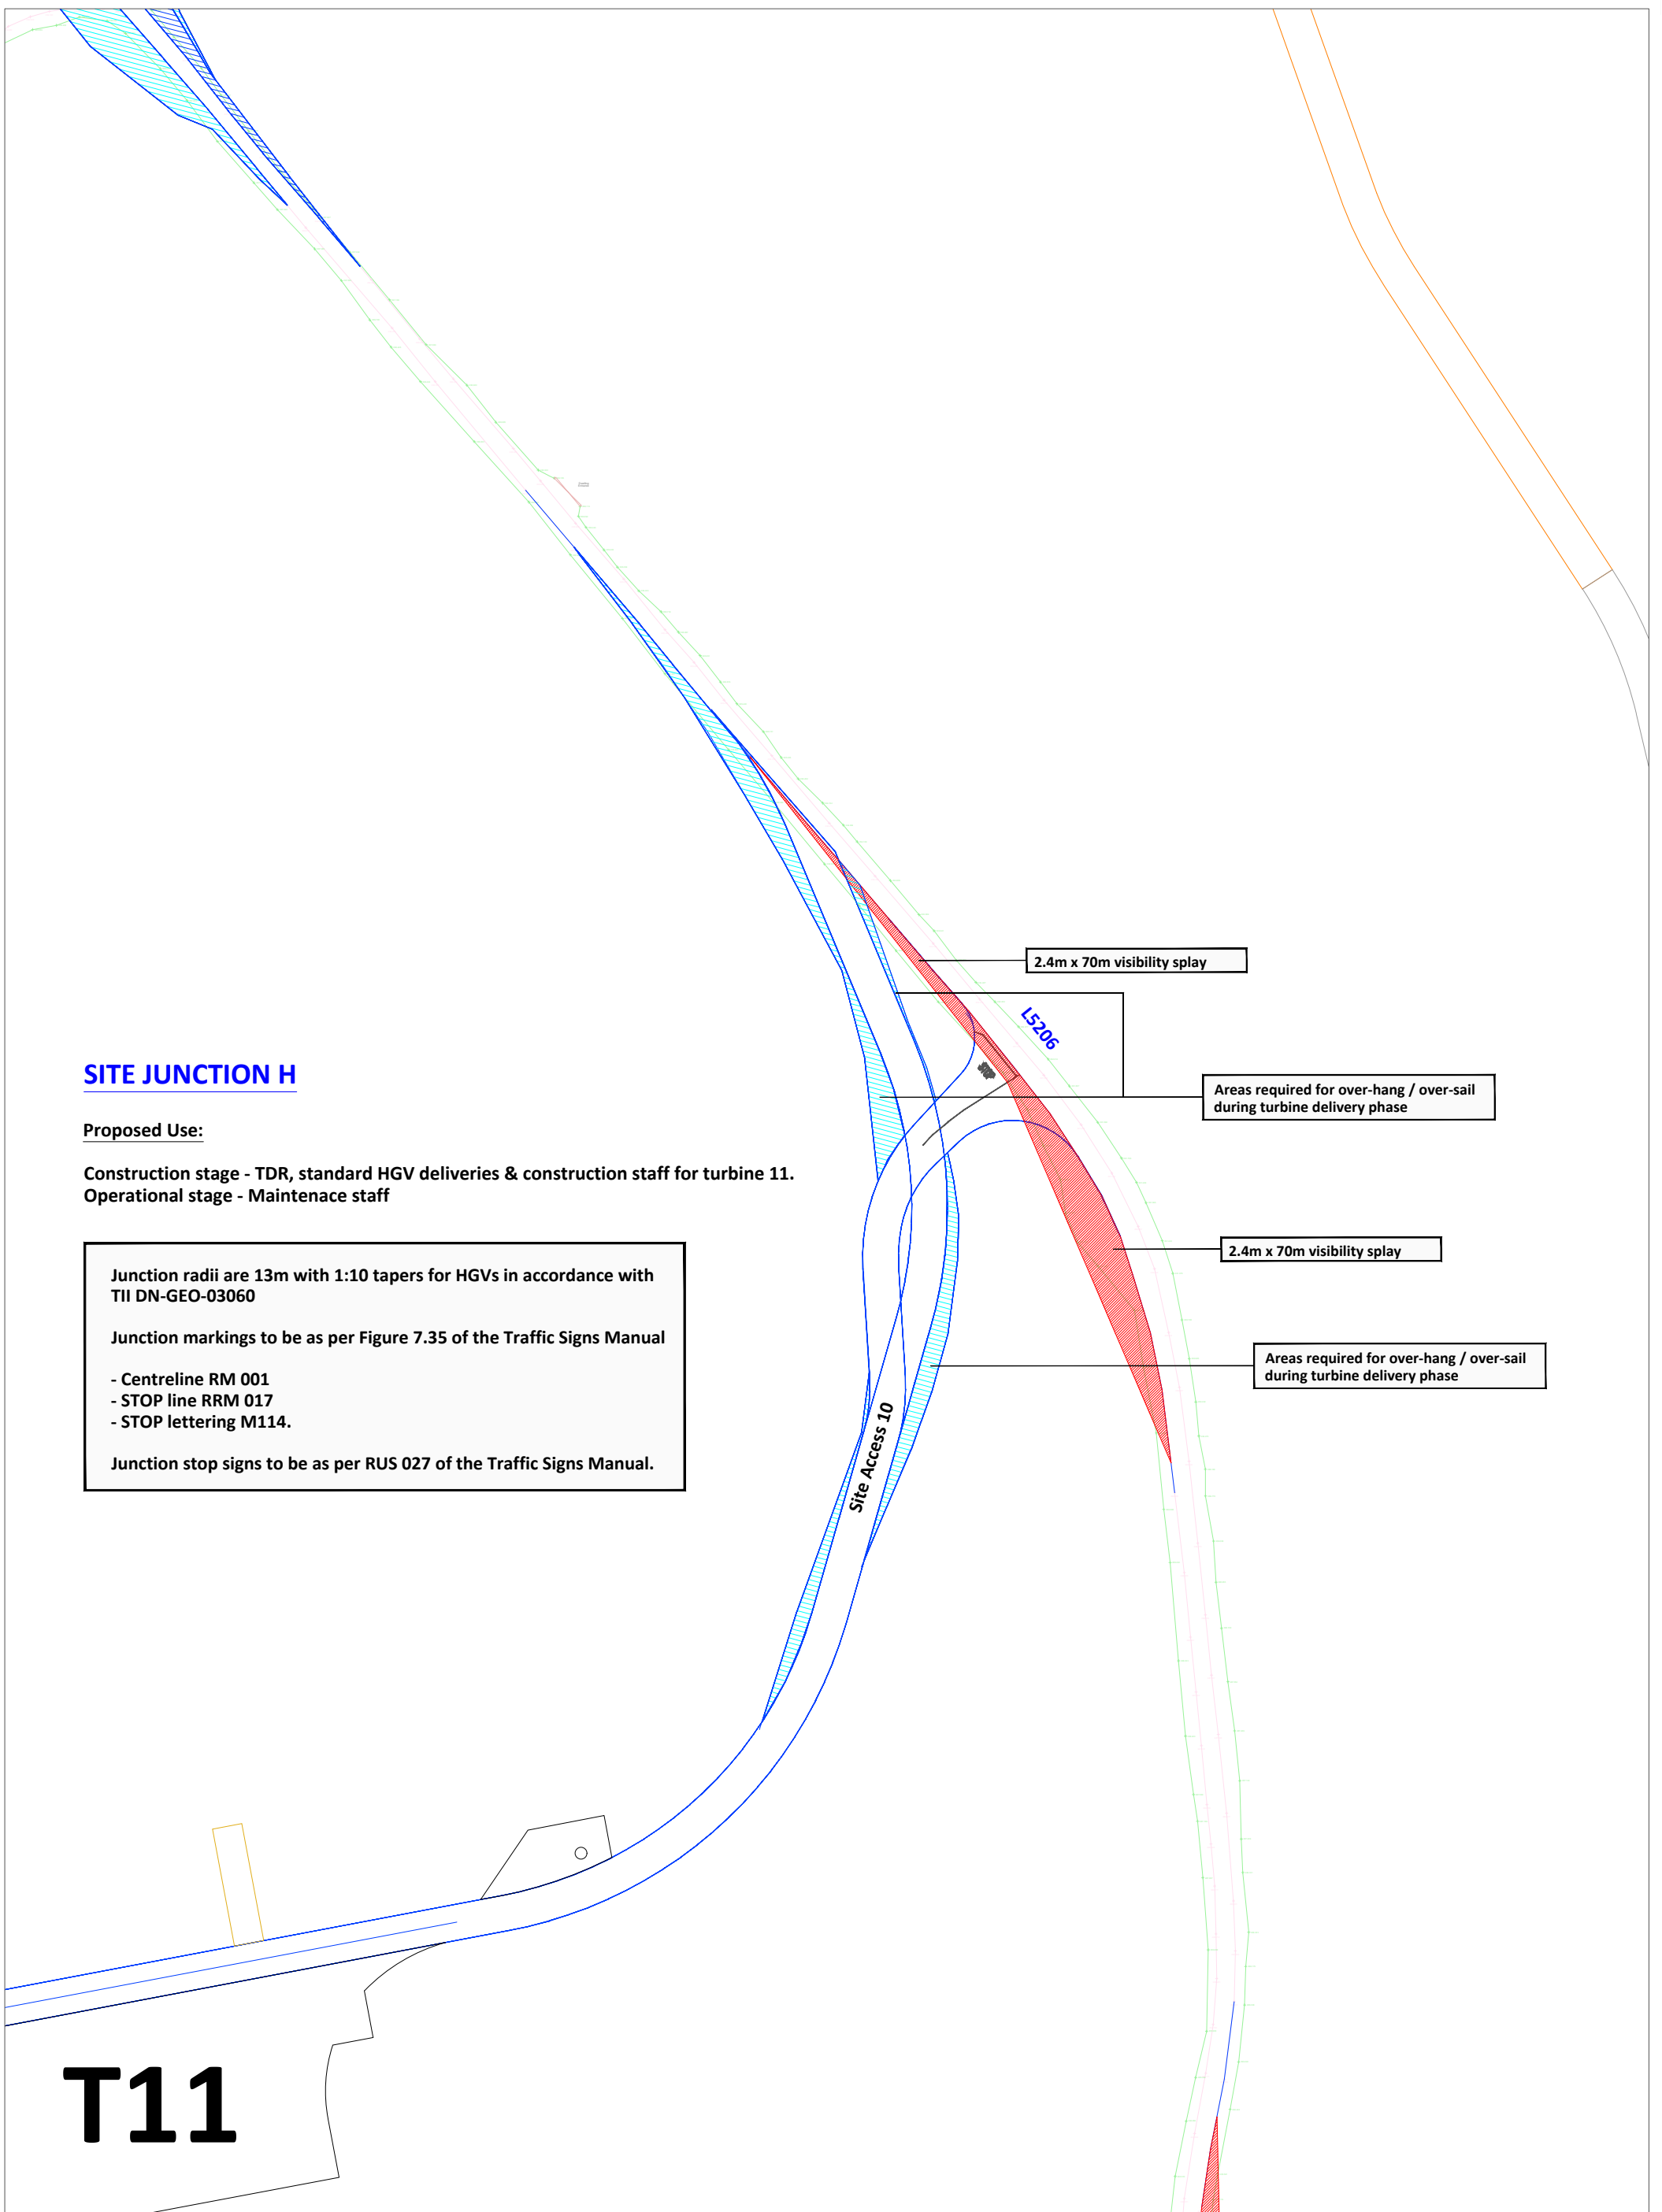 2.4m x 70m visibility splay
L5206
SITE JUNCTION H
Areas required for over-hang / over-sail
during turbine delivery phase
Proposed Use:
Construction stage - TDR, standard HGV deliveries & construction staff for turbine 11.
Operational stage - Maintenace staff
2.4m x 70m visibility splay
Junction radii are 13m with 1:10 tapers for HGVs in accordance with
TII DN-GEO-03060
Junction markings to be as per Figure 7.35 of the Traffic Signs Manual
- Centreline RM 001
- STOP line RRM 017
- STOP lettering M114.
Junction stop signs to be as per RUS 027 of the Traffic Signs Manual.
Areas required for over-hang / over-sail
during turbine delivery phase
Site Access 10
T11